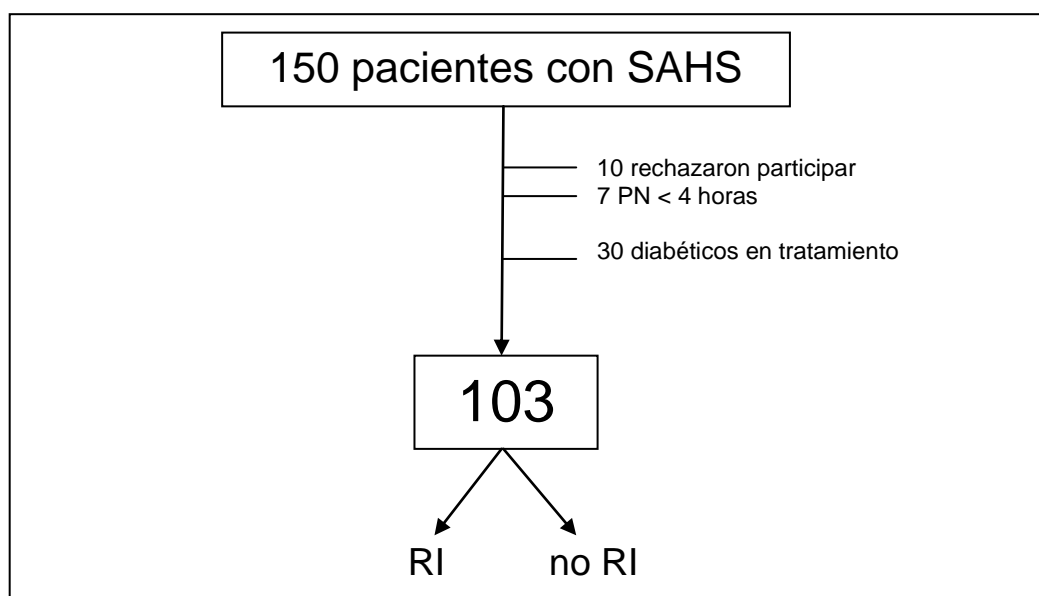 150 pacientes con SAHS
10 rechazaron participar
7 PN < 4 horas
30 diabéticos en tratamiento
103
RI no RI